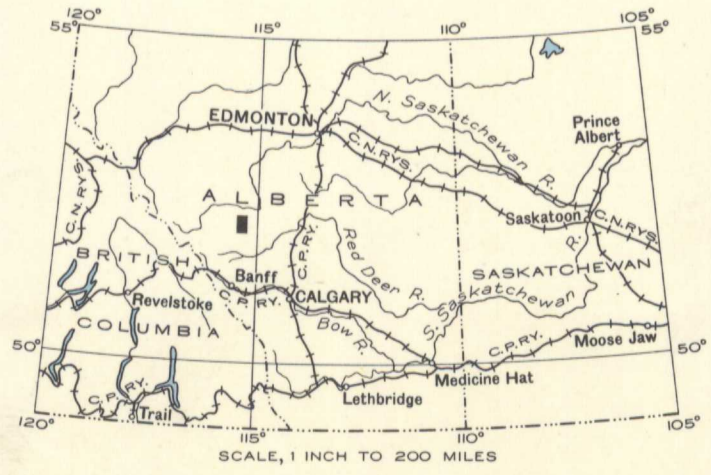 120°
115°
110°
105°
55°
55°
EDMONTON
N. Saskatchewan R.
Prince
Albert
C.N.RYS.
C.N.RYS.
ALBERTA
Saskatoon
C.N.RYS
BRITISH
C.P.RY.
Red Deer R.
R.
SASKATCHEWAN
Banff
C.P.RY.
CALGARY
S. Saskatchewan
Revelstoke
COLUMBIA
Bow R.
C.P.RY.
Moose Jaw
50°
50°
C.P.RY.
Trail
Lethbridge
Medicine Hat
120°
115°
110°
105°
SCALE, 1 INCH TO 200 MILES